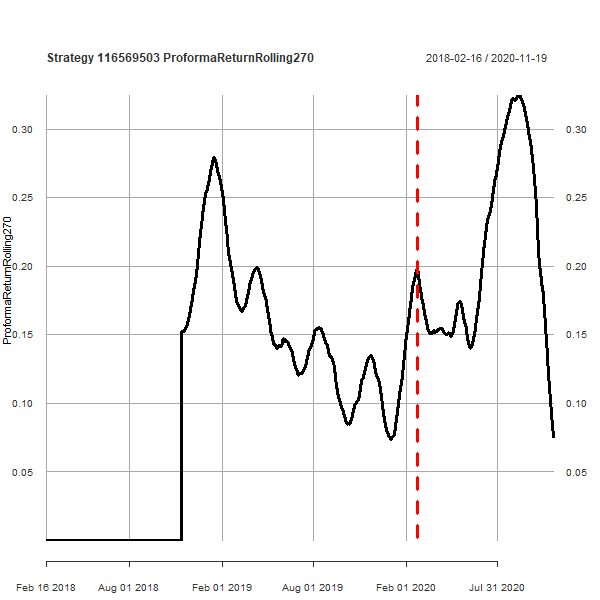 Strategy 116569503 ProformaReturnRolling270 2018-02-16 / 2020-11-19
0.30 0.30
0.25 0.25
0.20 0.20
0.15 0.15
0.10 0.10
0.05 0.05
ProformaReturnRolling270
Feb 16 2018 Aug 01 2018 Feb 01 2019 Aug 01 2019 Feb 01 2020 Jul 31 2020